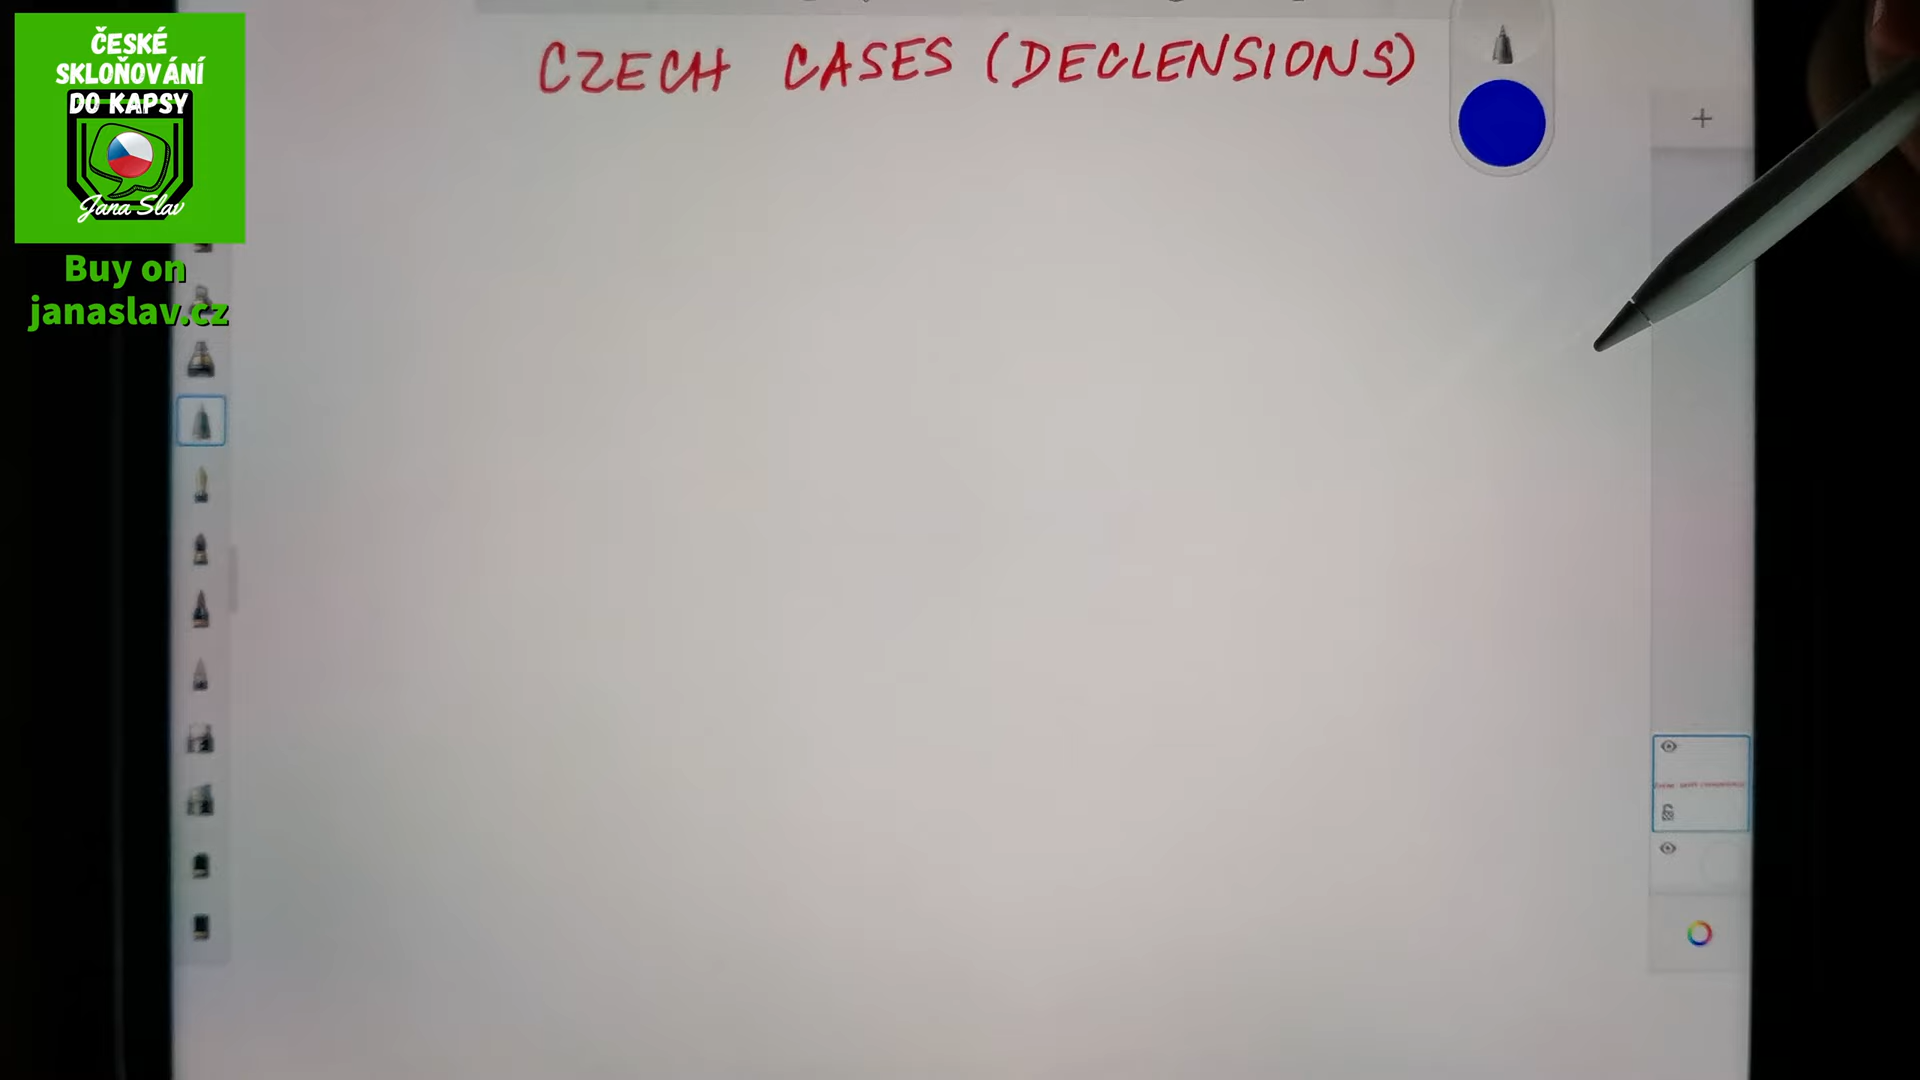 ČESKÉ
SKLOŇOVÁNÍ
DO KAPSY
Jana Slav
Buy on
janaslav.cz
CZECH CASES (DECLENSIONS)